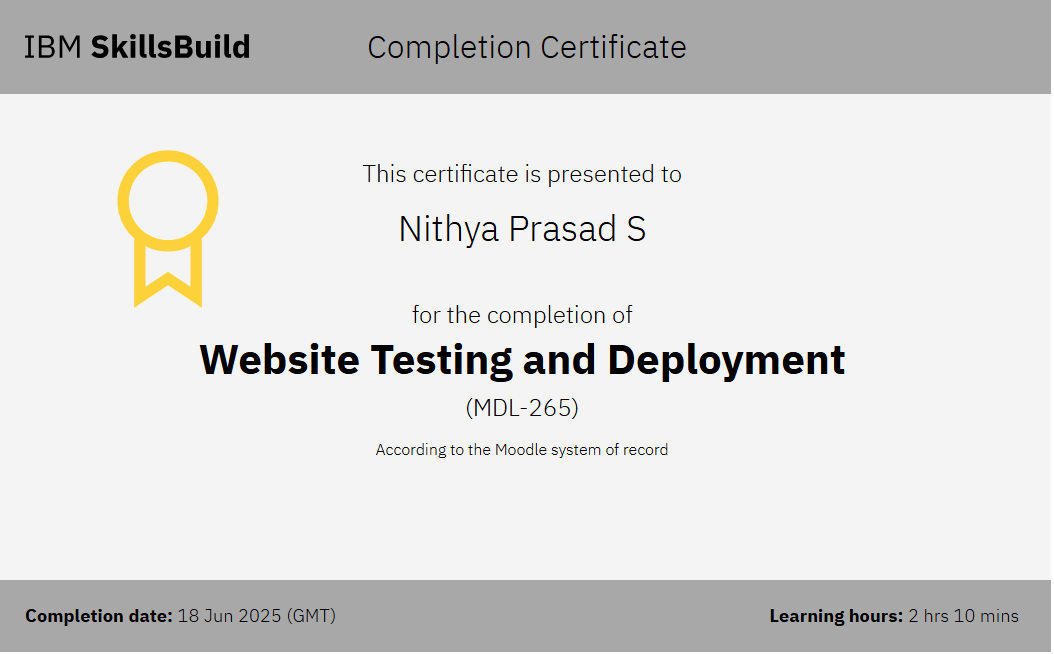 IBM SkillsBuild
Completion Certificate
This certificate is presented to
Nithya Prasad S
for the completion of
Website Testing and Deployment
(MDL-265)
According to the Moodle system of record
Completion date: 18 Jun 2025 (GMT)
Learning hours: 2 hrs 10 mins